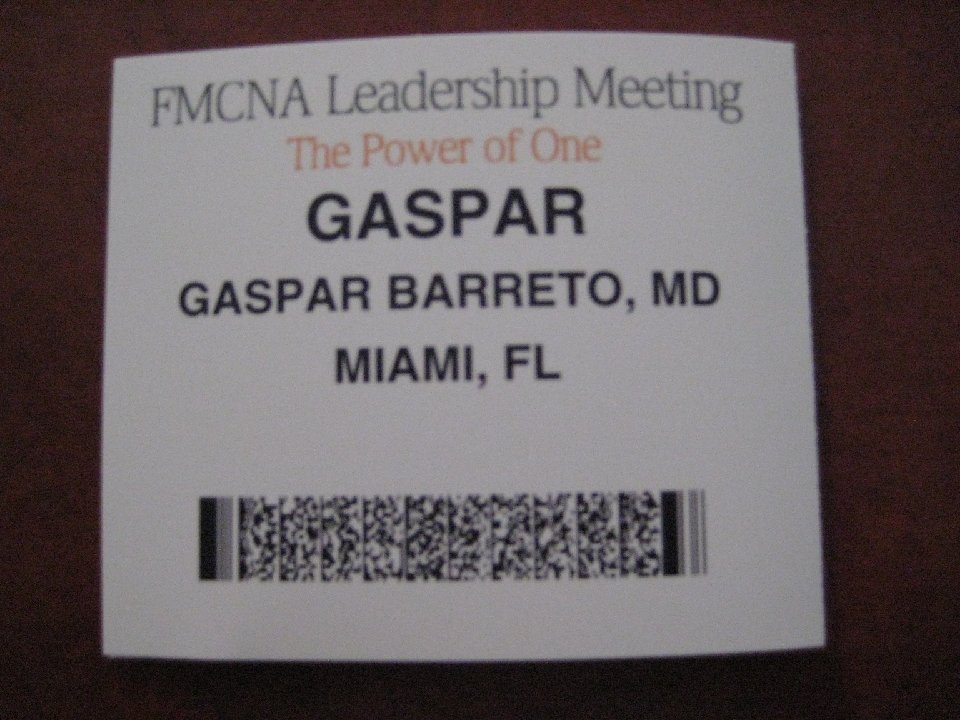 FMCNA Leadership Meeting
The Power of One
GASPAR
GASPAR BARRETO, MD
MIAMI, FL